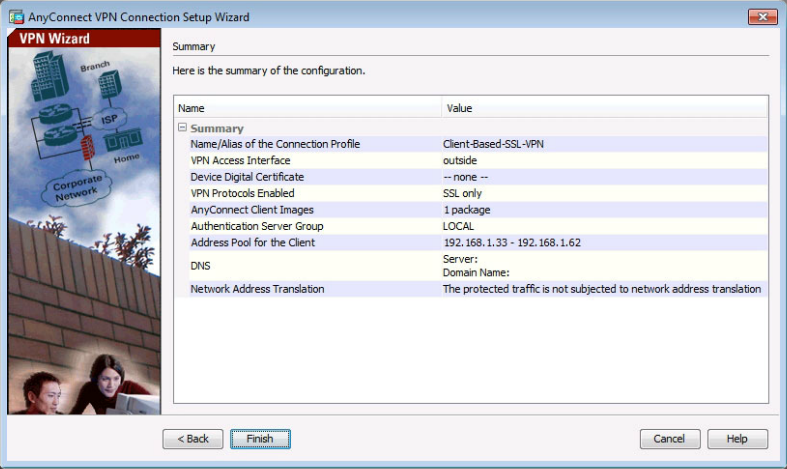 AnyConnect VPN Connection Setup Wizard
VPN Wizard
Branch
ISP
Home
Corporate
Network
Summary
Here is the summary of the configuration.
Name Value
Summary
Name/Alias of the Connection Profile Client-Based-SSL-VPN
VPN Access Interface outside
Device Digital Certificate -- none --
VPN Protocols Enabled SSL only
AnyConnect Client Images 1 package
Authentication Server Group LOCAL
Address Pool for the Client 192.168.1.33 - 192.168.1.62
DNS Server:
Domain Name:
Network Address Translation The protected traffic is not subjected to network address translation
< Back Finish Cancel Help